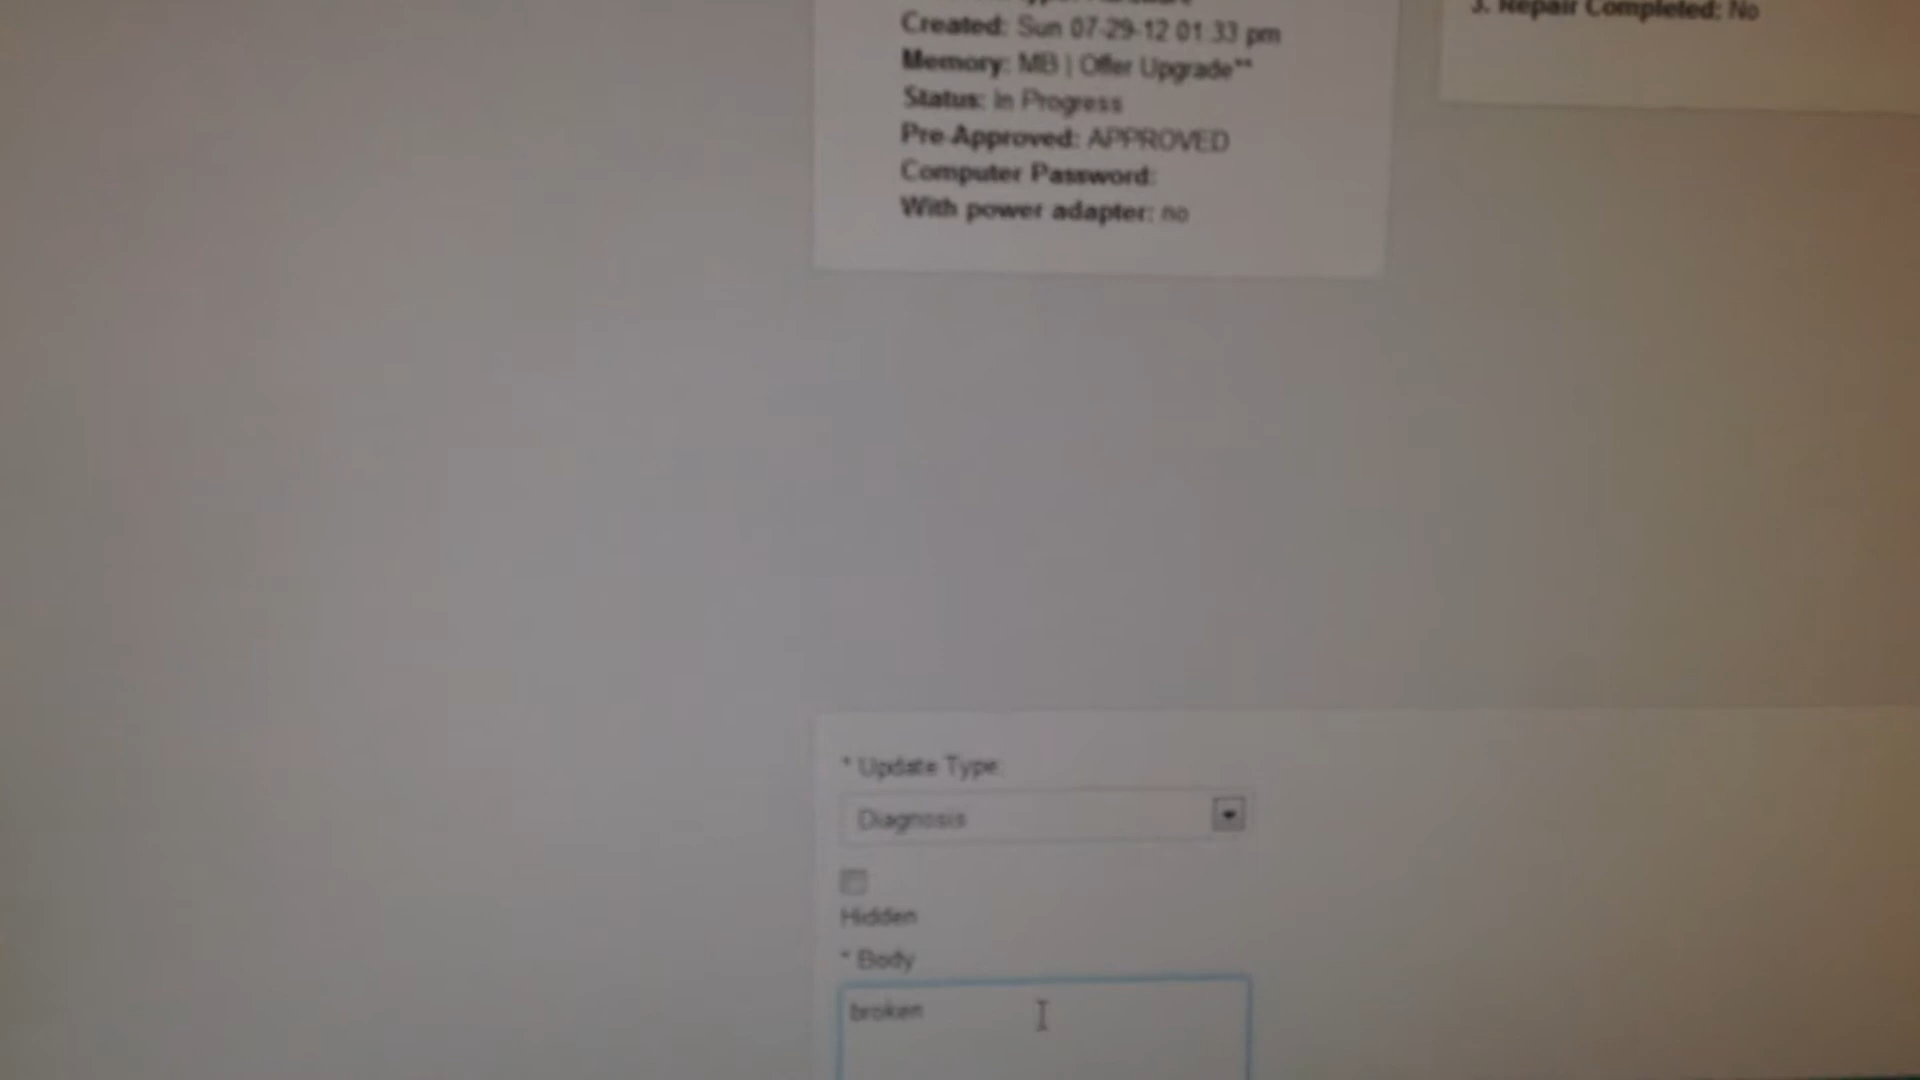 3. Repair Completed: No
Created: Sun 07-29-12 01:33 pm
Memory: MB | Offer Upgrade**
Status: In Progress
Pre-Approved: APPROVED
Computer Password:
With power adapter: no
* Update Type:
Diagnosis
Hidden
* Body
broken